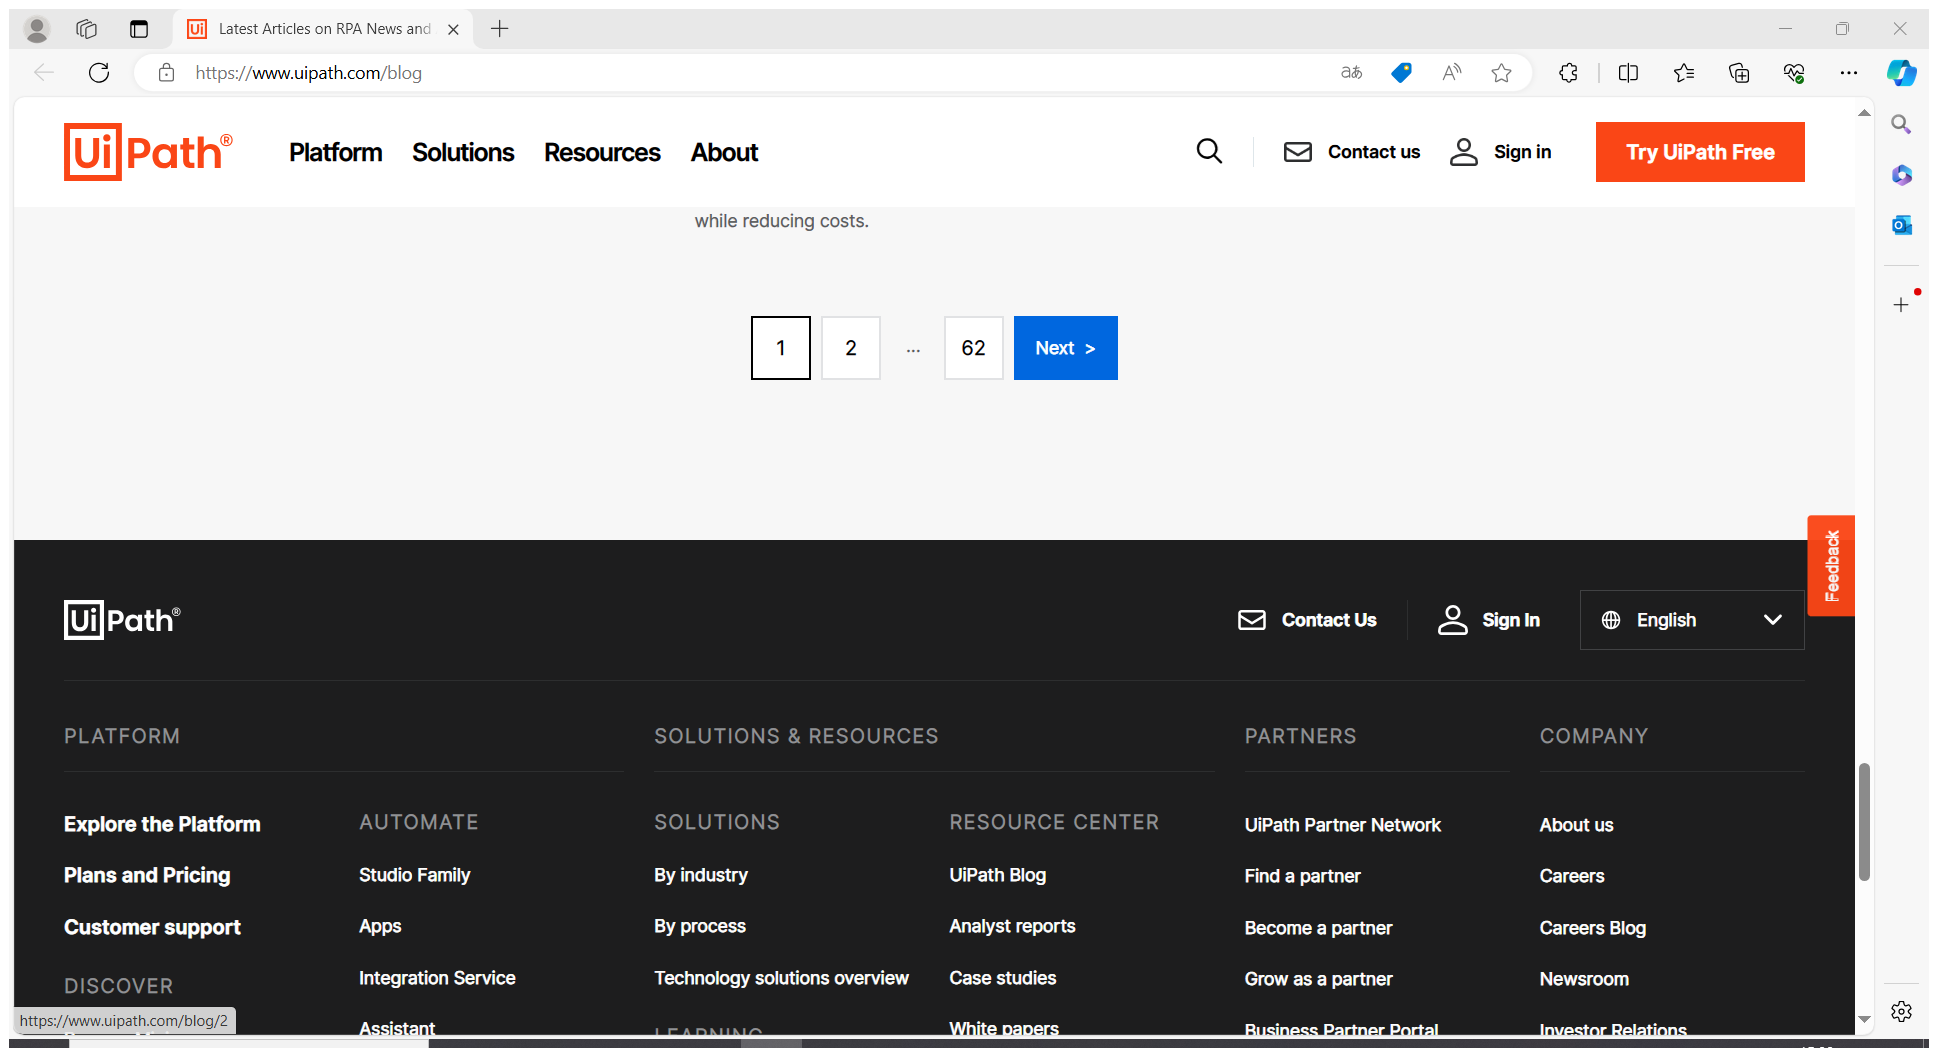 Latest Articles on RPA News and
https://www.uipath.com/blog
UiPath®
Platform
Solutions
Resources
About
Contact us
Sign in
Try UiPath Free
while reducing costs.
1
2
...
62
Next >
Feedback
UiPath®
Contact Us
Sign In
English
PLATFORM
SOLUTIONS & RESOURCES
PARTNERS
COMPANY
Explore the Platform
Plans and Pricing
Customer support
DISCOVER
AUTOMATE
Studio Family
Apps
Integration Service
Assistant
SOLUTIONS
By industry
By process
Technology solutions overview
LEARNING
RESOURCE CENTER
UiPath Blog
Analyst reports
Case studies
White papers
UiPath Partner Network
Find a partner
Become a partner
Grow as a partner
Business Partner Portal
About us
Careers
Careers Blog
Newsroom
Investor Relations
https://www.uipath.com/blog/2